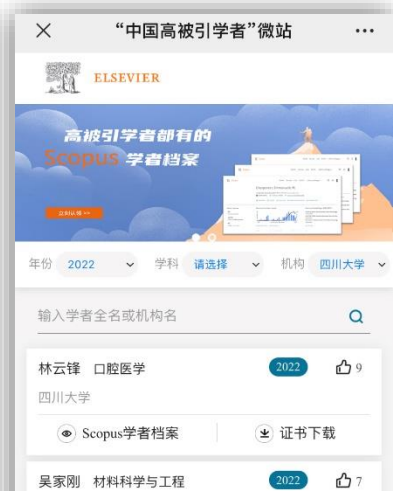 “中国高被引学者”微站
ELSEVIER
高被引学者都有的
Scopus 学者档案
立即认领 >>
年份 2022 学科 请选择 机构 四川大学
输入学者全名或机构名
林云锋 口腔医学 2022 9
四川大学
Scopus学者档案 证书下载
吴家刚 材料科学与工程 2022 7